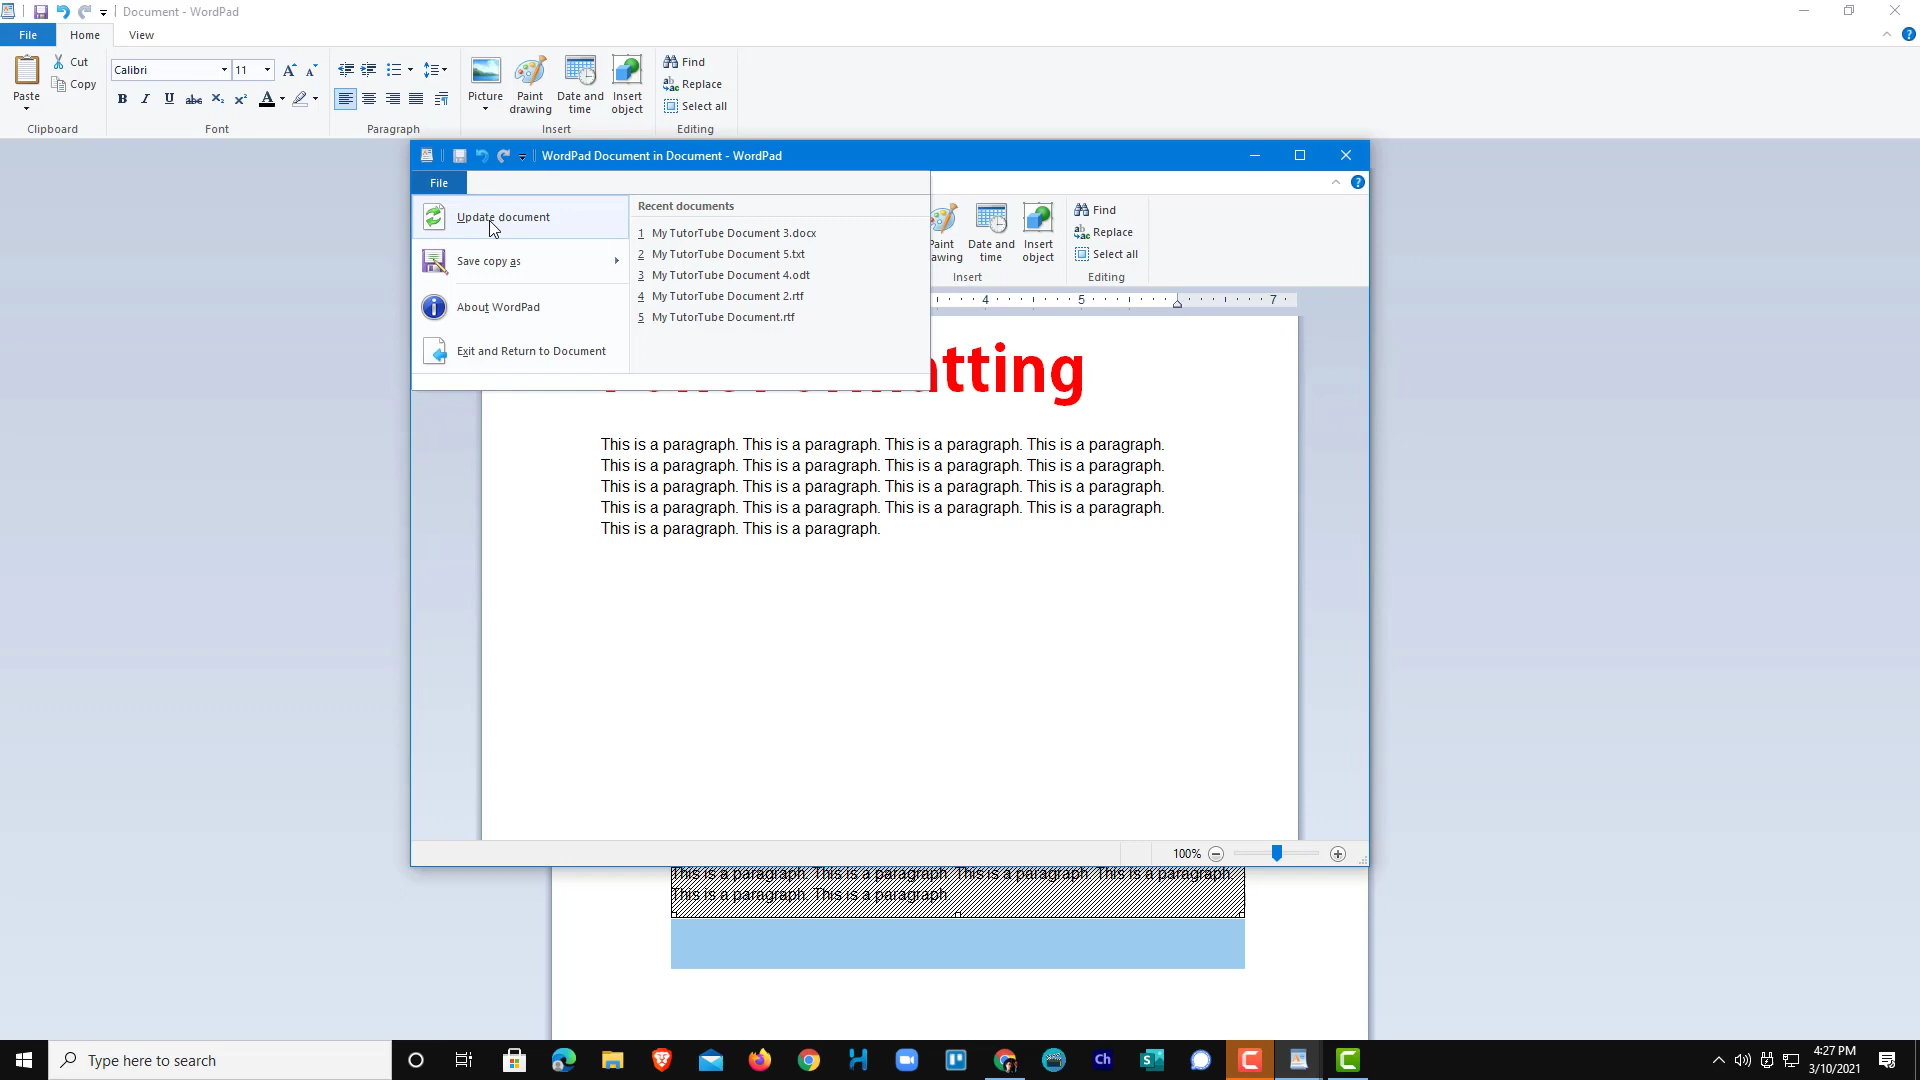 Document - WordPad
File Home View
Paste
Cut
Copy
Clipboard
Calibri 11
B I U abc X₂ X² A
Font
Paragraph
Picture
Paint drawing
Date and time
Insert object
Insert
Find
Replace
Select all
Editing
WordPad Document in Document - WordPad
File
Update document
Save copy as
About WordPad
Exit and Return to Document
Recent documents
1 My TutorTube Document 3.docx
2 My TutorTube Document 5.txt
3 My TutorTube Document 4.odt
4 My TutorTube Document 2.rtf
5 My TutorTube Document.rtf
Date and time
Insert object
Insert
Find
Replace
Select all
Editing
4 5 7
atting
This is a paragraph. This is a paragraph. This is a paragraph. This is a paragraph.
This is a paragraph. This is a paragraph. This is a paragraph. This is a paragraph.
This is a paragraph. This is a paragraph. This is a paragraph. This is a paragraph.
This is a paragraph. This is a paragraph. This is a paragraph. This is a paragraph.
This is a paragraph. This is a paragraph.
100%
This is a paragraph. This is a paragraph. This is a paragraph. This is a paragraph.
This is a paragraph. This is a paragraph.
Type here to search
Ch
S
4:27 PM
3/10/2021